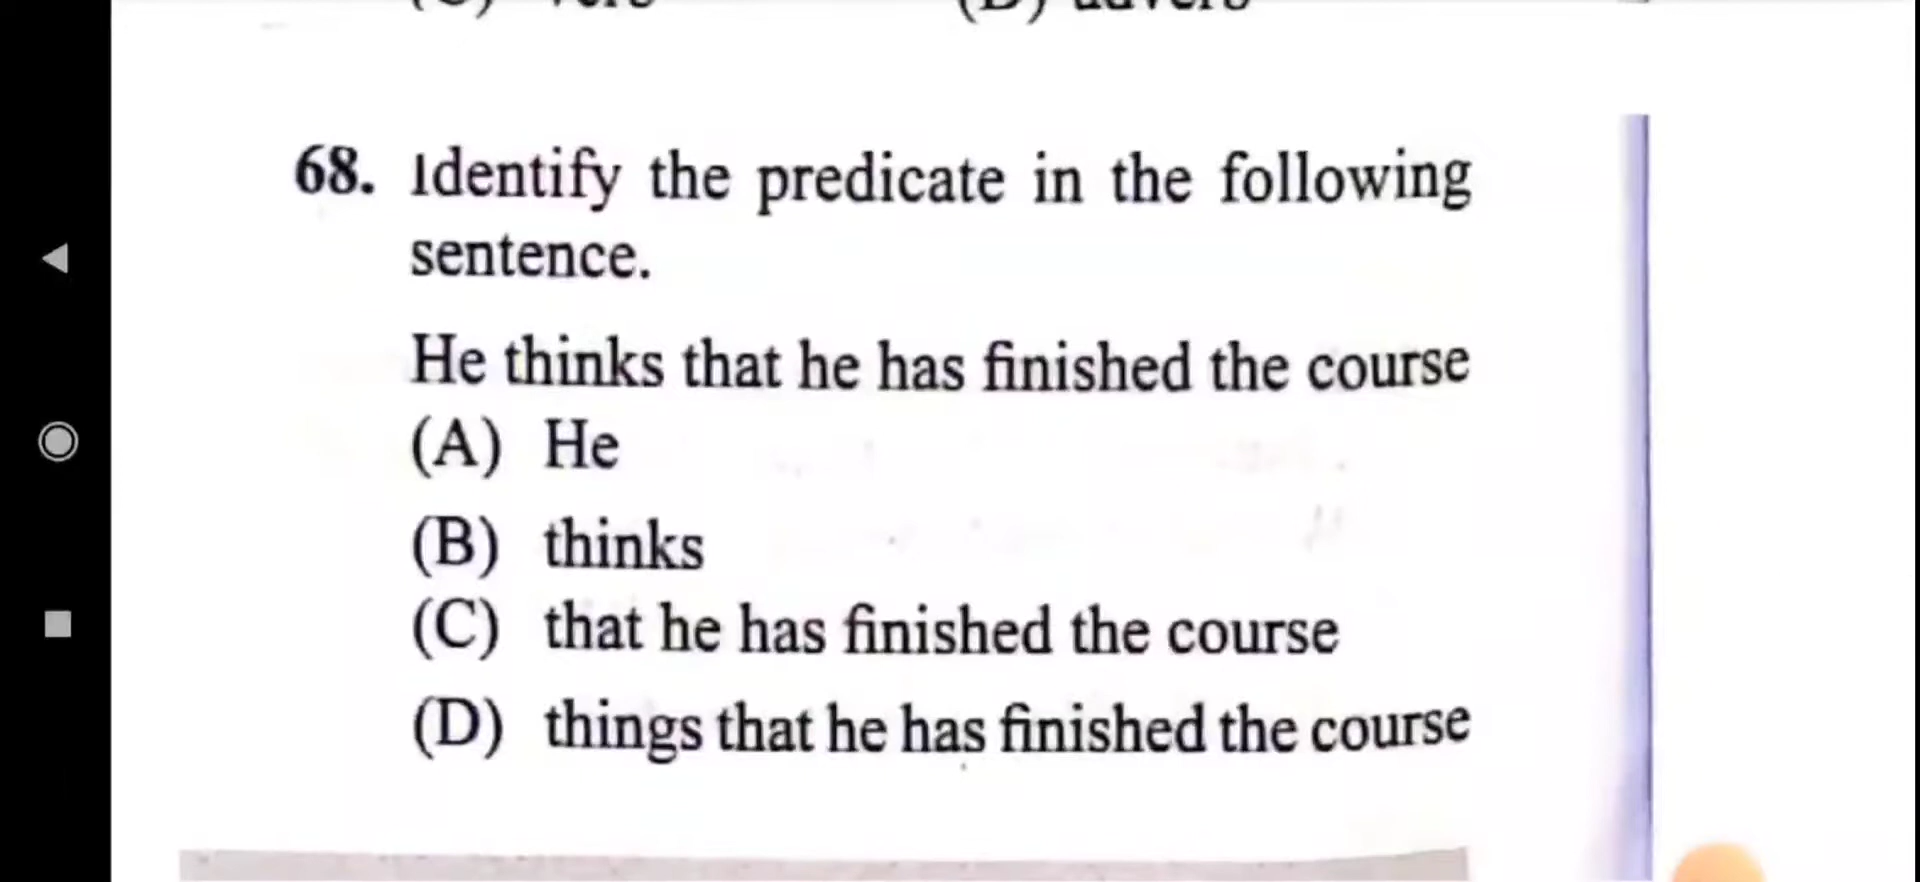 68. Identify the predicate in the following
sentence.
He thinks that he has finished the course
(A) He
(B) thinks
(C) that he has finished the course
(D) things that he has finished the course